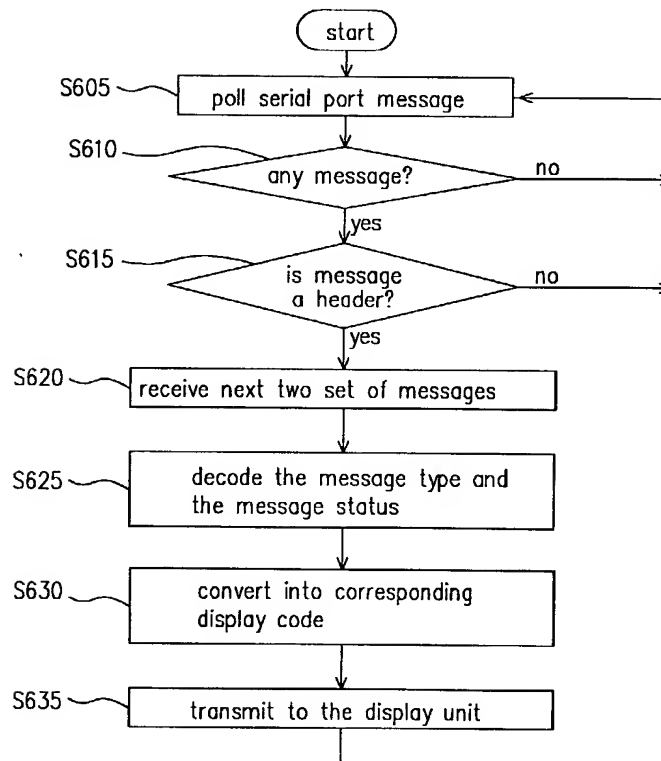 start
S605
poll serial port message
S610
any message?
no
yes
S615
is message
a header?
no
yes
S620
receive next two set of messages
S625
decode the message type and
the message status
S630
convert into corresponding
display code
S635
transmit to the display unit